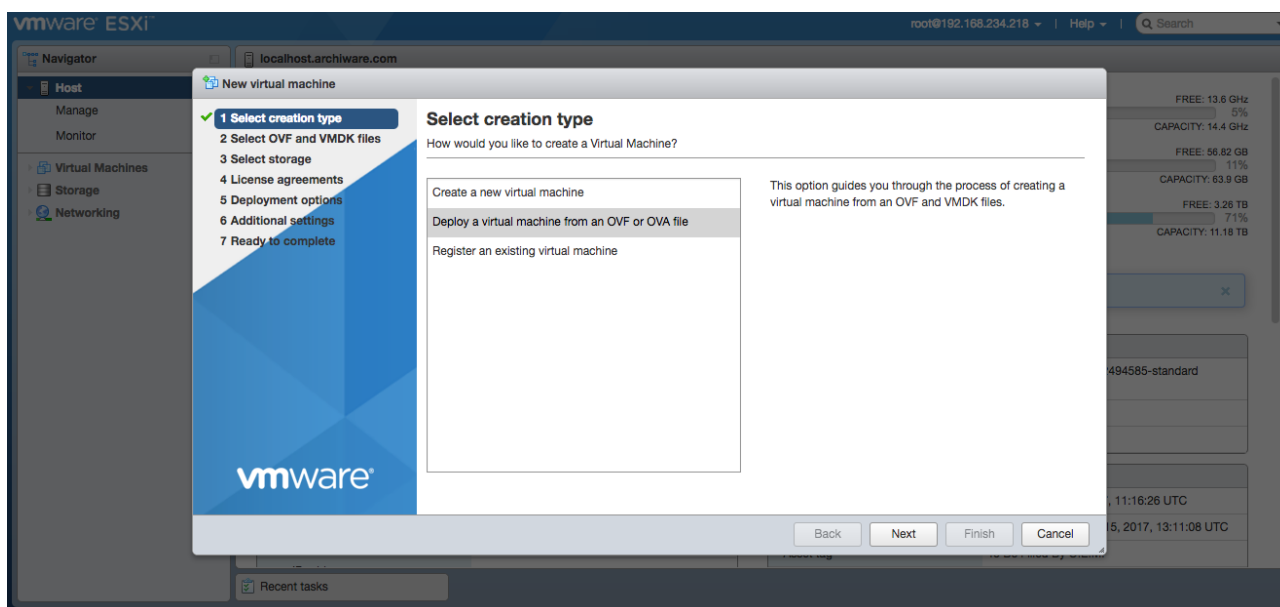 vmware ESXi™
root@192.168.234.218
|
Help
|
Search
Navigator
localhost.archiware.com
Host
Manage
Monitor
Virtual Machines
Storage
Networking
New virtual machine
1 Select creation type
2 Select OVF and VMDK files
3 Select storage
4 License agreements
5 Deployment options
6 Additional settings
7 Ready to complete
vmware®
Select creation type
How would you like to create a Virtual Machine?
Create a new virtual machine
Deploy a virtual machine from an OVF or OVA file
Register an existing virtual machine
This option guides you through the process of creating a
virtual machine from an OVF and VMDK files.
Back
Next
Finish
Cancel
FREE: 13.6 GHz
5%
CAPACITY: 14.4 GHz
FREE: 56.82 GB
11%
CAPACITY: 63.9 GB
FREE: 3.26 TB
71%
CAPACITY: 11.18 TB
494585-standard
, 11:16:26 UTC
15, 2017, 13:11:08 UTC
Recent tasks